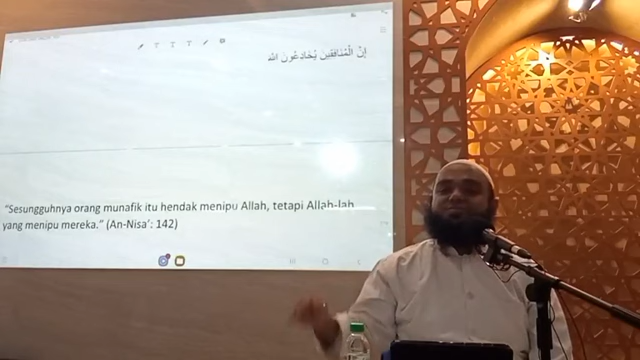 إِنَّ الْمُنَافِقِينَ يُخَادِعُونَ اللَّهَ
"Sesungguhnya orang munafik itu hendak menipu Allah, tetapi Allah-lah
yang menipu mereka." (An-Nisa': 142)